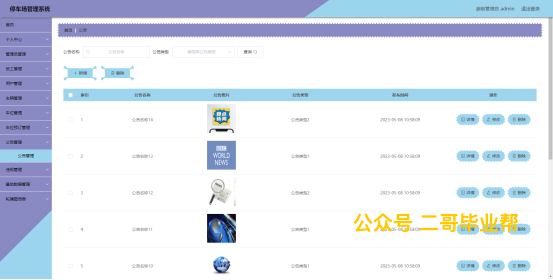 停车场管理系统
欢迎管理员 admin 退出登录
首页
个人中心
管理员管理
员工管理
用户管理
车辆管理
车位管理
车位预订管理
公告管理
公告管理
违规管理
基础数据管理
轮播图信息
首页 公告
公告名称 公告名称 公告类型 请选择公告类型 查询
+ 新增 删除
索引 公告名称 公告图片 公告类型 发布时间 操作
1 公告名称14 公告类型2 2023-05-08 10:58:09 详情 修改 删除
2 公告名称13 WORLD NEWS 公告类型1 2023-05-08 10:58:09 详情 修改 删除
3 公告名称12 公告类型2 2023-05-08 10:58:09 详情 修改 删除
4 公告名称11 公告类型1 2023-05-08 10:58:09 详情 修改 删除
5 公告名称10 公告类型1 2023-05-08 10:58:09 详情 修改 删除
公众号 二哥毕业帮